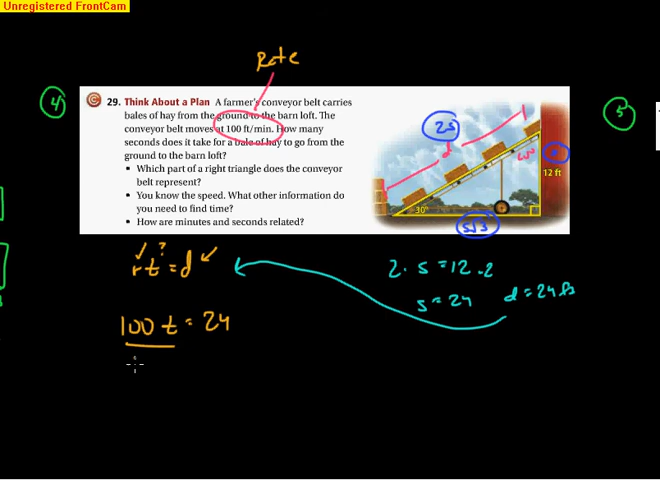 Unregistered FrontCam
Rate
4
C 29. Think About a Plan A farmer's conveyor belt carries
bales of hay from the ground to the barn loft. The
conveyor belt moves at 100 ft/min. How many
seconds does it take for a bale of hay to go from the
ground to the barn loft?
• Which part of a right triangle does the conveyor
belt represent?
• You know the speed. What other information do
you need to find time?
• How are minutes and seconds related?
2s
d
60°
12 ft
30°
s√3
5
?
rt = d
2. s = 12 .2
s = 24
d = 24 ft
100 t = 24